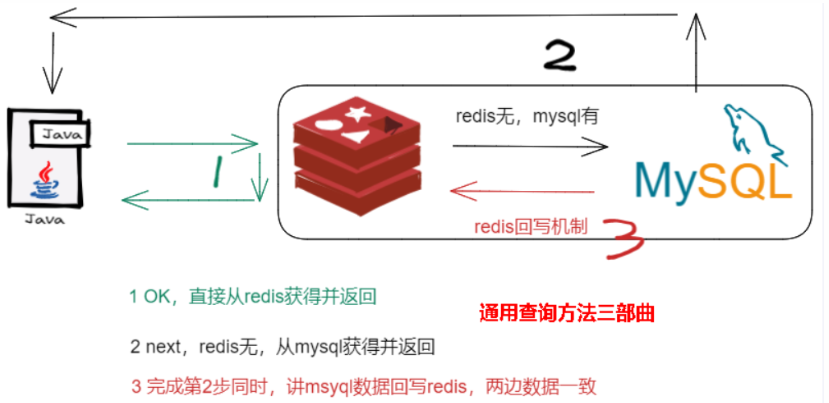 2
Java
Java
1
redis无，mysql有
MySQL
redis回写机制
3
1 OK，直接从redis获得并返回
通用查询方法三部曲
2 next，redis无，从mysql获得并返回
3 完成第2步同时，讲msyql数据回写redis，两边数据一致